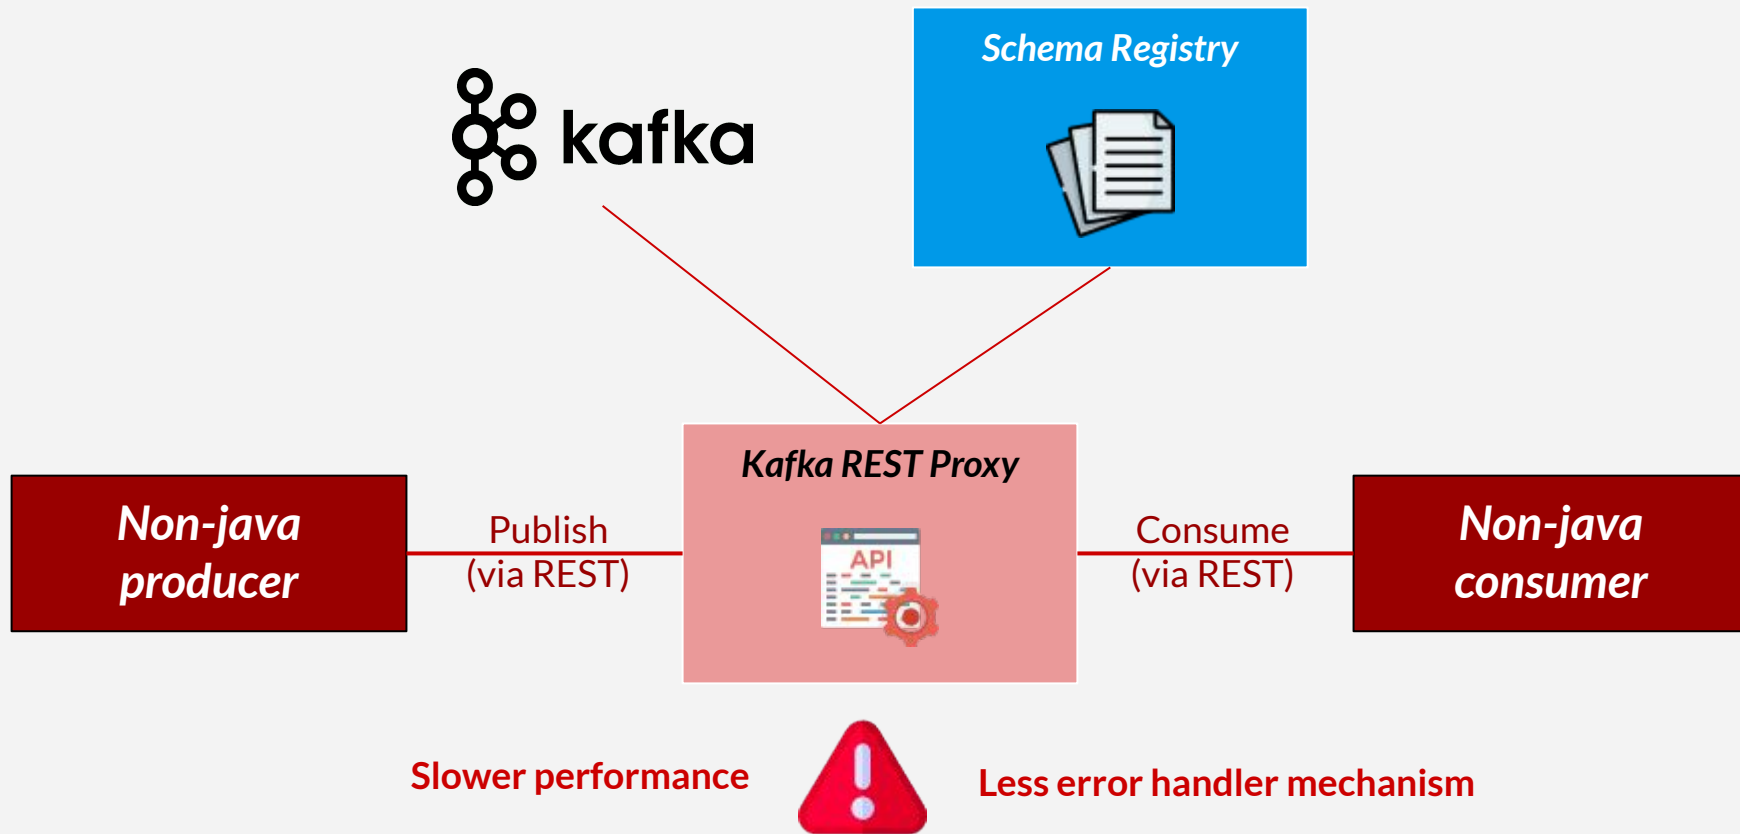 Schema Registry
kafka
Kafka REST Proxy
API
Non-java
producer
Publish
(via REST)
Consume
(via REST)
Non-java
consumer
Slower performance
Less error handler mechanism